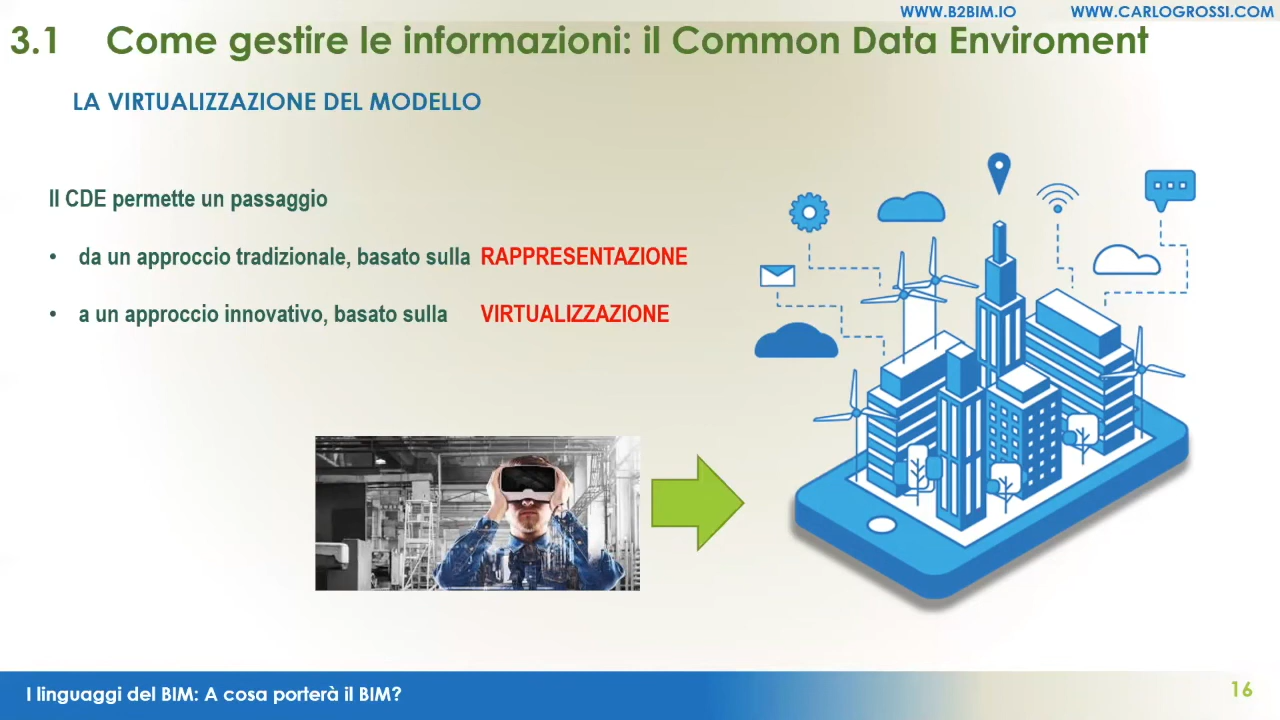 WWW.B2BIM.IO WWW.CARLOGROSSI.COM
3.1 Come gestire le informazioni: il Common Data Enviroment
LA VIRTUALIZZAZIONE DEL MODELLO
Il CDE permette un passaggio
• da un approccio tradizionale, basato sulla RAPPRESENTAZIONE
• a un approccio innovativo, basato sulla VIRTUALIZZAZIONE
I linguaggi del BIM: A cosa porterà il BIM?
16